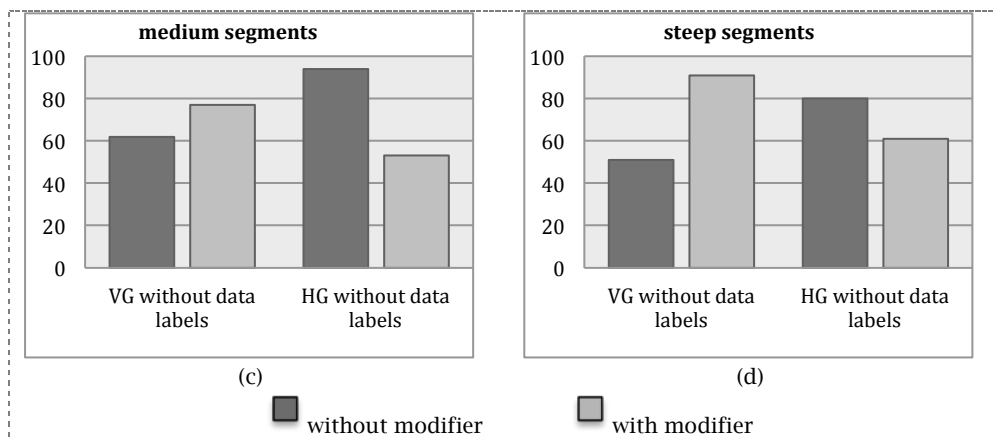 medium segments
100
80
60
40
20
0
VG without data
labels
HG without data
labels
(c)
steep segments
100
80
60
40
20
0
VG without data
labels
HG without data
labels
(d)
without modifier
with modifier